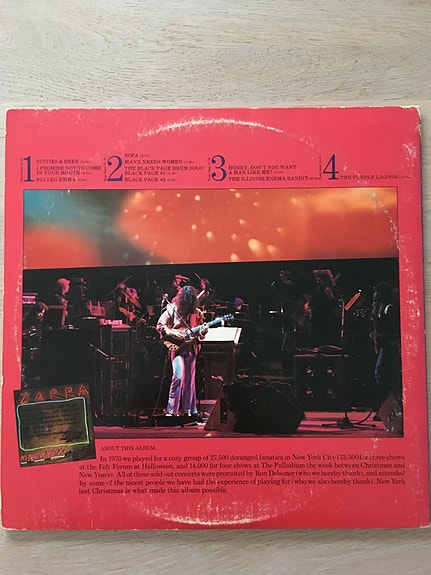 1
TITTIES & BEER
I PROMISE NOT TO COME
IN YOUR MOUTH
BIG LEG EMMA
2
SOFA
MANX NEEDS WOMEN
THE BLACK PAGE DRUM SOLO/
BLACK PAGE #1
BLACK PAGE #2
3
HONEY, DON'T YOU WANT
A MAN LIKE ME?
THE ILLINOIS ENEMA BANDIT
4
THE PURPLE LAGOON
ZAPPA
ABOUT THIS ALBUM...
In 1976 we played for a cozy group of 27,500 deranged fanatics in New York City (13,500 for three shows
at the Felt Forum at Halloween, and 14,000 for four shows at The Palladium the week between Christmas and
New Year's). All of these sold out concerts were promoted by Ron Delsener (who we hereby thank), and attended
by some of the nicest people we have had the experience of playing for (who we also hereby thank). New York
last Christmas is what made this album possible.